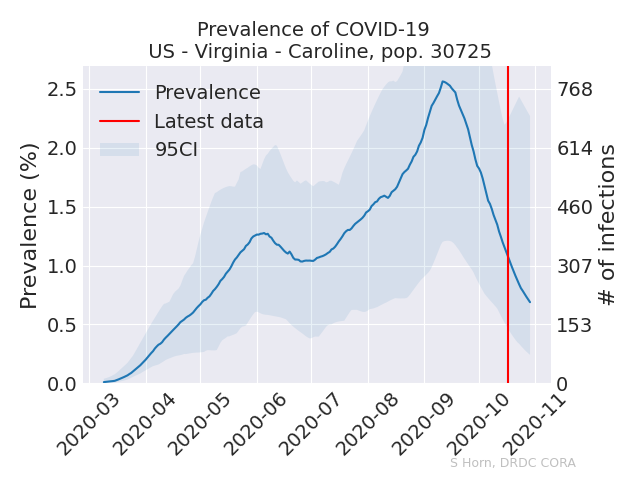 Prevalence of COVID-19
US - Virginia - Caroline, pop. 30725
Prevalence
Latest data
95CI
Prevalence (%)
2.5
2.0
1.5
1.0
0.5
0.0
768
614
460
307
153
0
# of infections
2020-03
2020-04
2020-05
2020-06
2020-07
2020-08
2020-09
2020-10
2020-11
S Horn, DRDC CORA